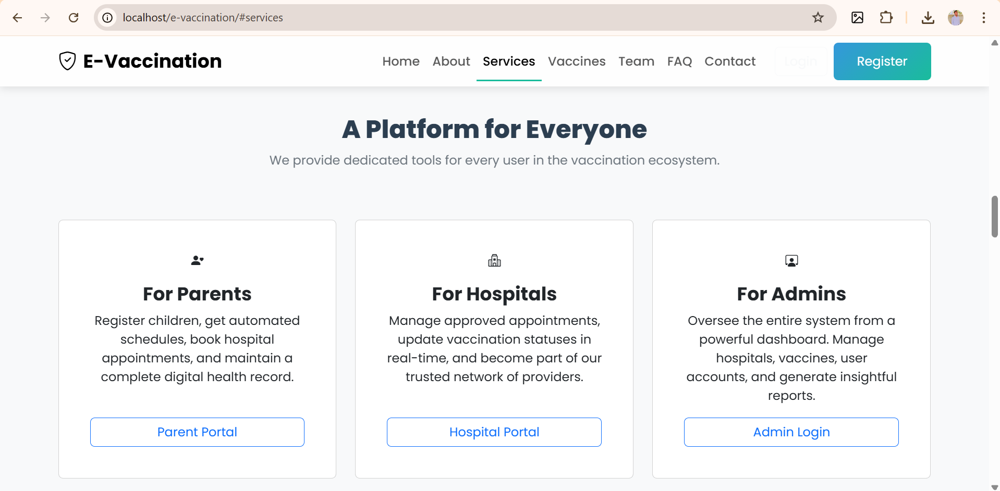 localhost/e-vaccination/#services
E-Vaccination
Home About Services Vaccines Team FAQ Contact Login Register
A Platform for Everyone
We provide dedicated tools for every user in the vaccination ecosystem.
For Parents
Register children, get automated
schedules, book hospital
appointments, and maintain a
complete digital health record.
Parent Portal
For Hospitals
Manage approved appointments,
update vaccination statuses in
real-time, and become part of our
trusted network of providers.
Hospital Portal
For Admins
Oversee the entire system from a
powerful dashboard. Manage
hospitals, vaccines, user
accounts, and generate insightful
reports.
Admin Login